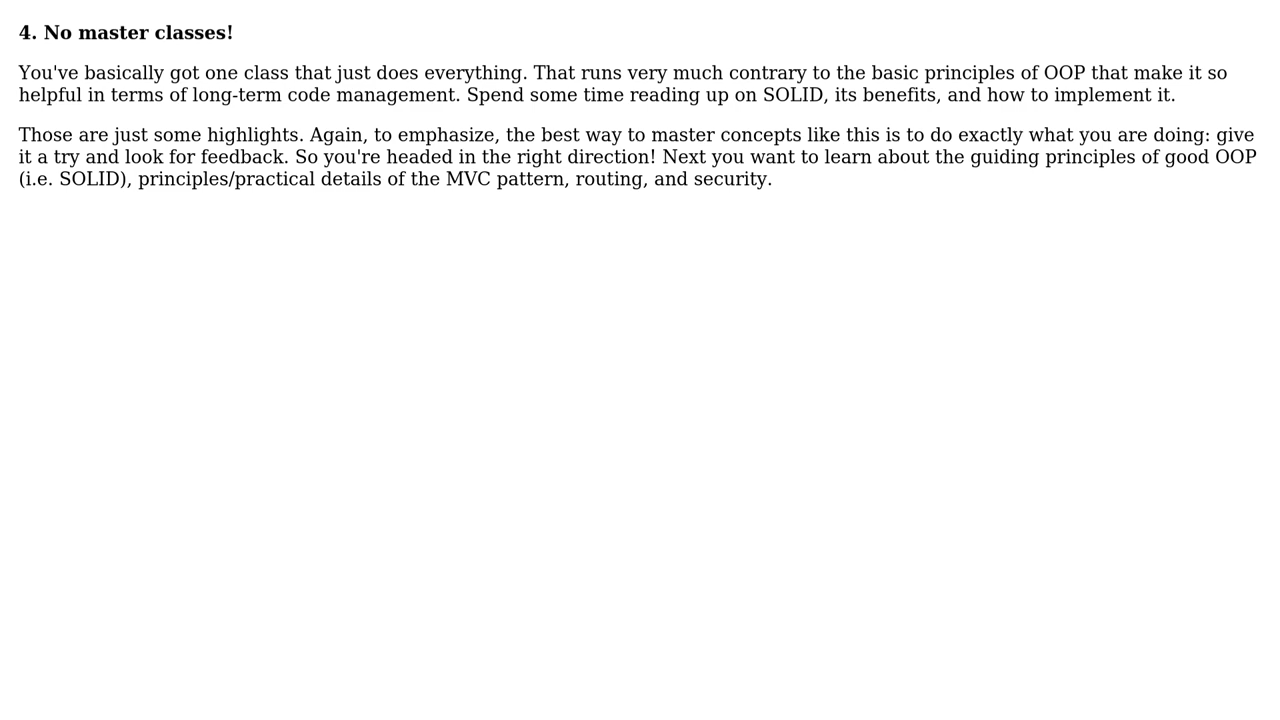 4. No master classes!
You've basically got one class that just does everything. That runs very much contrary to the basic principles of OOP that make it so
helpful in terms of long-term code management. Spend some time reading up on SOLID, its benefits, and how to implement it.
Those are just some highlights. Again, to emphasize, the best way to master concepts like this is to do exactly what you are doing: give
it a try and look for feedback. So you're headed in the right direction! Next you want to learn about the guiding principles of good OOP
(i.e. SOLID), principles/practical details of the MVC pattern, routing, and security.